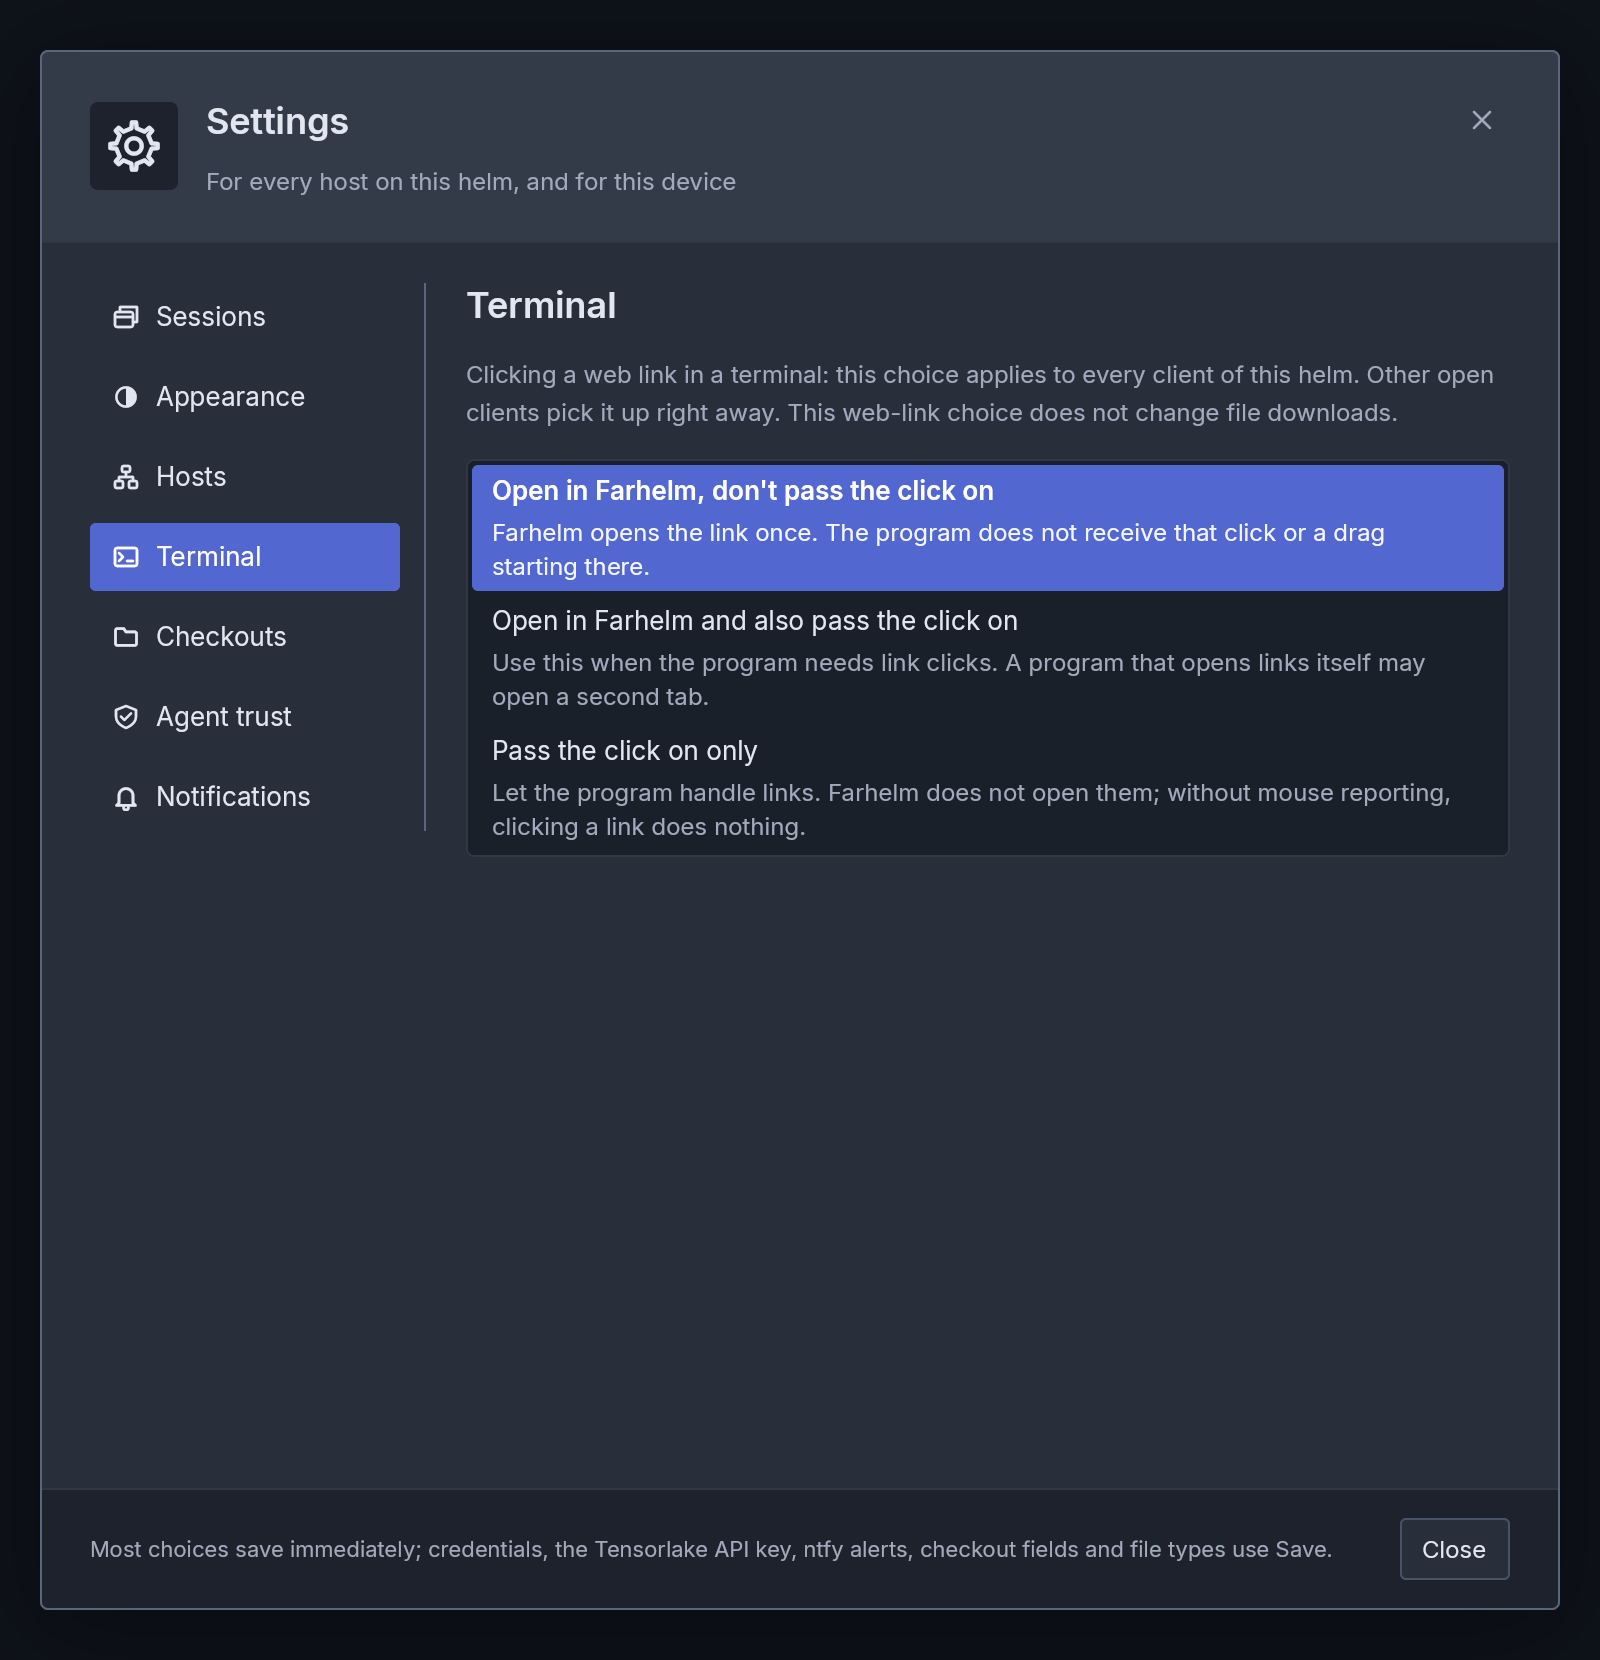 Settings
For every host on this helm, and for this device
Sessions
Appearance
Hosts
Terminal
Checkouts
Agent trust
Notifications
Terminal
Clicking a web link in a terminal: this choice applies to every client of this helm. Other open
clients pick it up right away. This web-link choice does not change file downloads.
Open in Farhelm, don't pass the click on
Farhelm opens the link once. The program does not receive that click or a drag
starting there.
Open in Farhelm and also pass the click on
Use this when the program needs link clicks. A program that opens links itself may
open a second tab.
Pass the click on only
Let the program handle links. Farhelm does not open them; without mouse reporting,
clicking a link does nothing.
Most choices save immediately; credentials, the Tensorlake API key, ntfy alerts, checkout fields and file types use Save.
Close